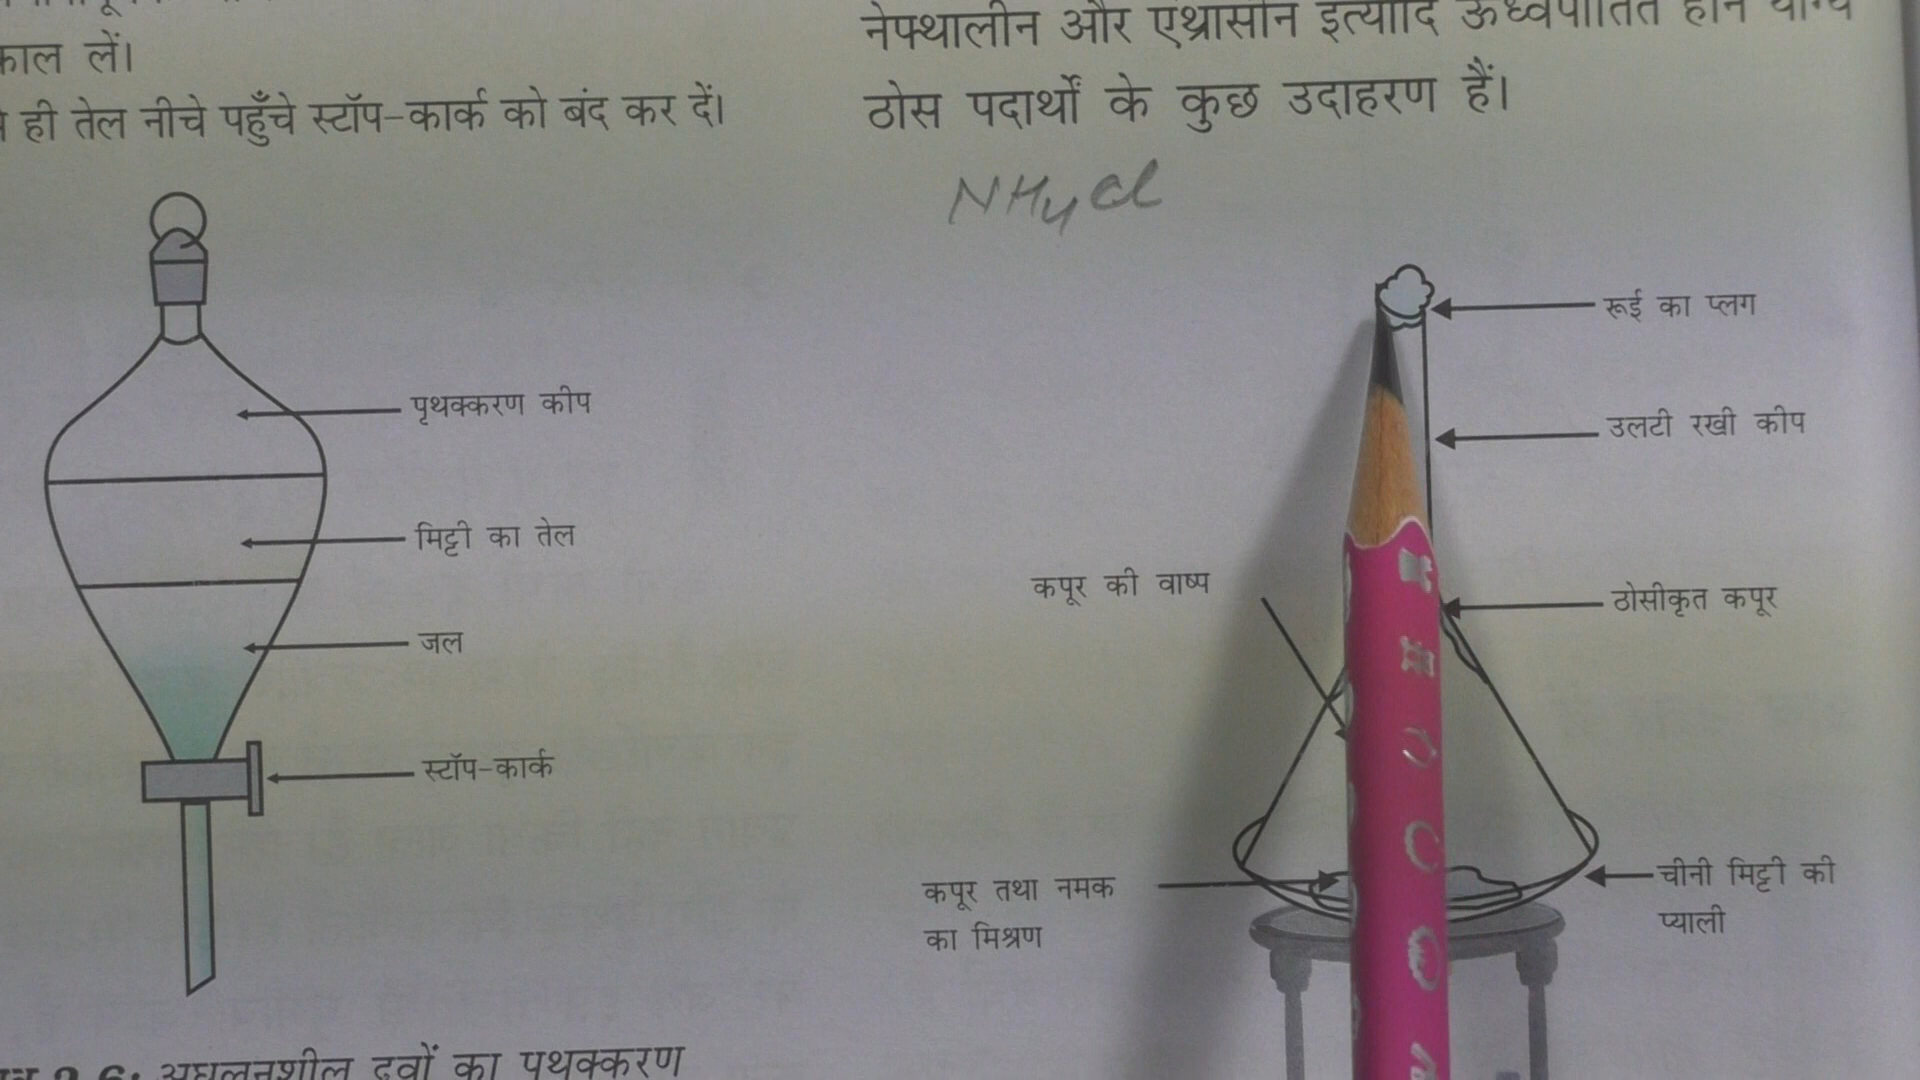 काल लें।
ही तेल नीचे पहुँचे स्टॉप-कार्क को बंद कर दें।
पृथक्करण कीप
मिट्टी का तेल
जल
स्टॉप-कार्क
अघुलनशील द्रवों का पृथक्करण
नेफ्थालीन और एंथ्रासीन इत्यादि ऊर्ध्वपातित होने योग्य
ठोस पदार्थों के कुछ उदाहरण हैं।
NH4Cl
रूई का प्लग
उलटी रखी कीप
कपूर की वाष्प
ठोसीकृत कपूर
कपूर तथा नमक
का मिश्रण
चीनी मिट्टी की
प्याली